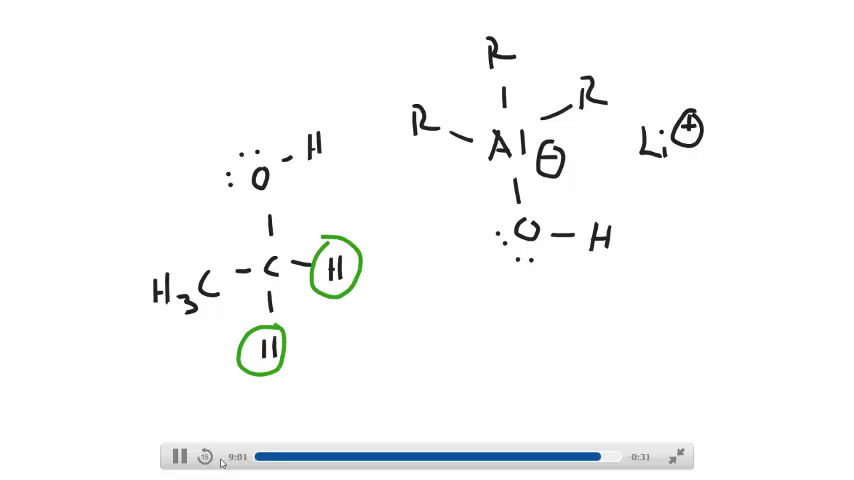 R
R
R
Al ⊖
Li ⊕
O - H
O - H
H3C - C - H
H
15
9:01
-0:31